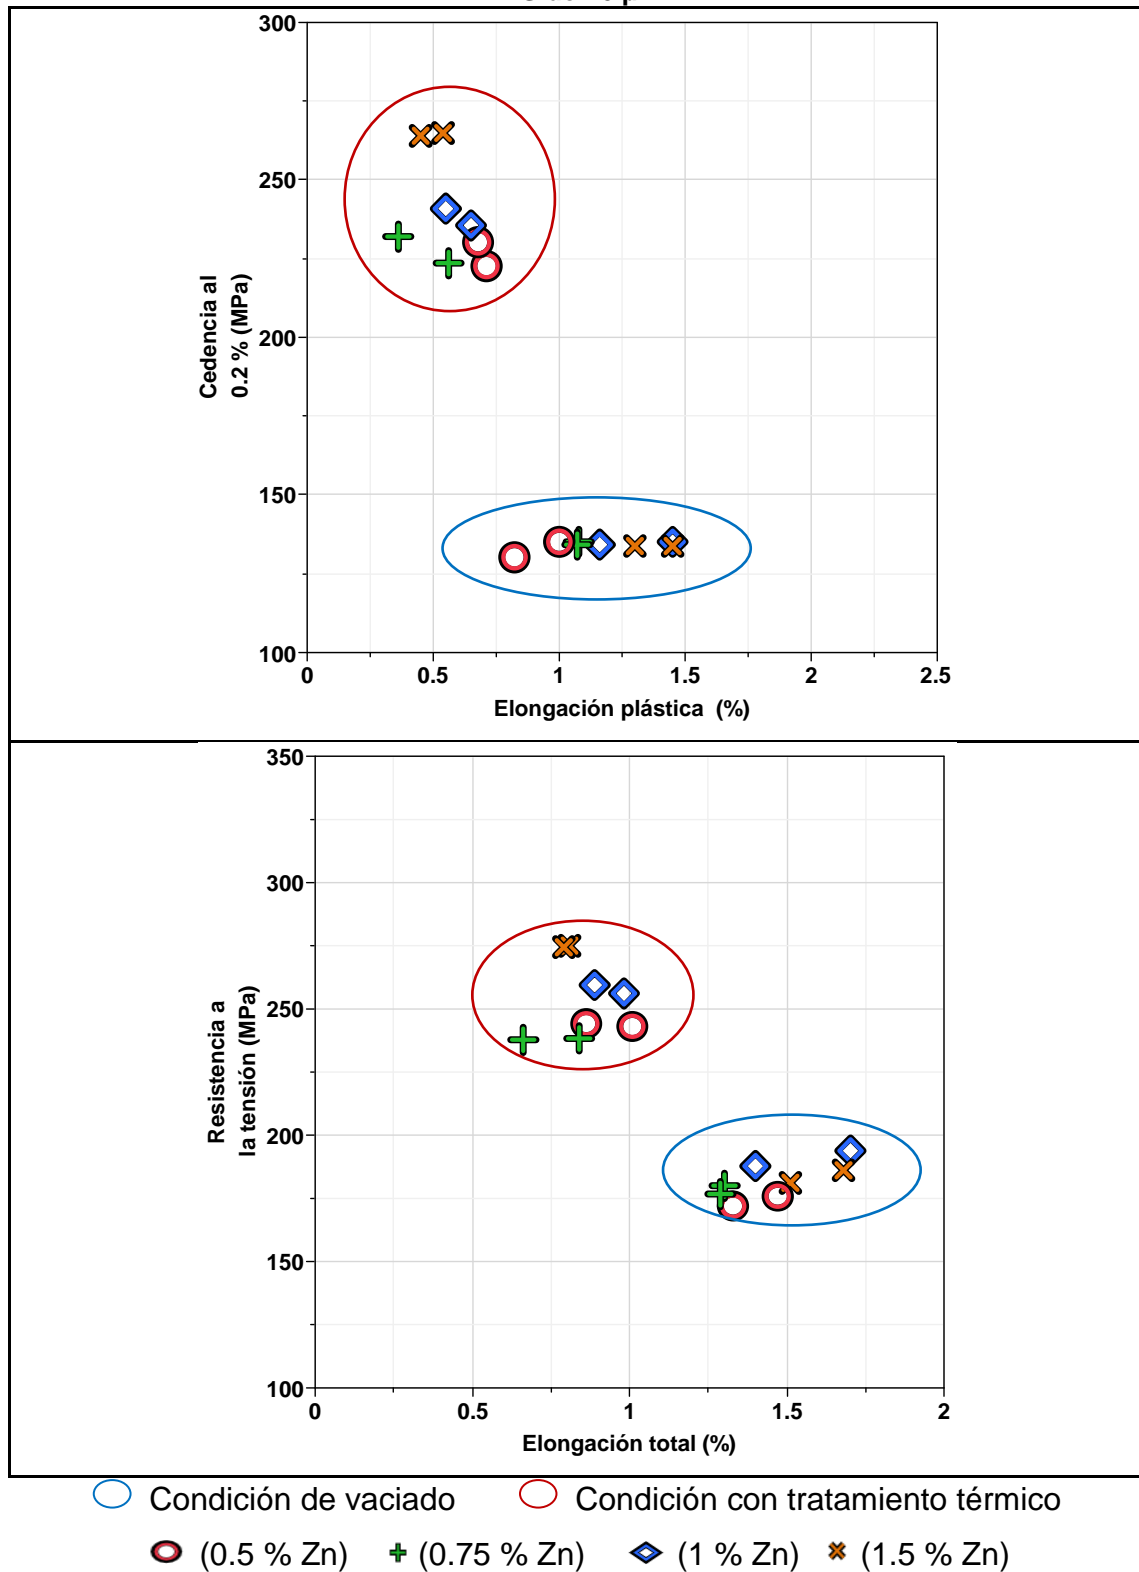 300
250
200
150
100
Cedencia al
0.2 % (MPa)
0 0.5 1 1.5 2 2.5
Elongación plástica (%)
350
300
250
200
150
100
Resistencia a
la tensión (MPa)
0 0.5 1 1.5 2
Elongación total (%)
Condición de vaciado Condición con tratamiento térmico
(0.5 % Zn) (0.75 % Zn) (1 % Zn) (1.5 % Zn)